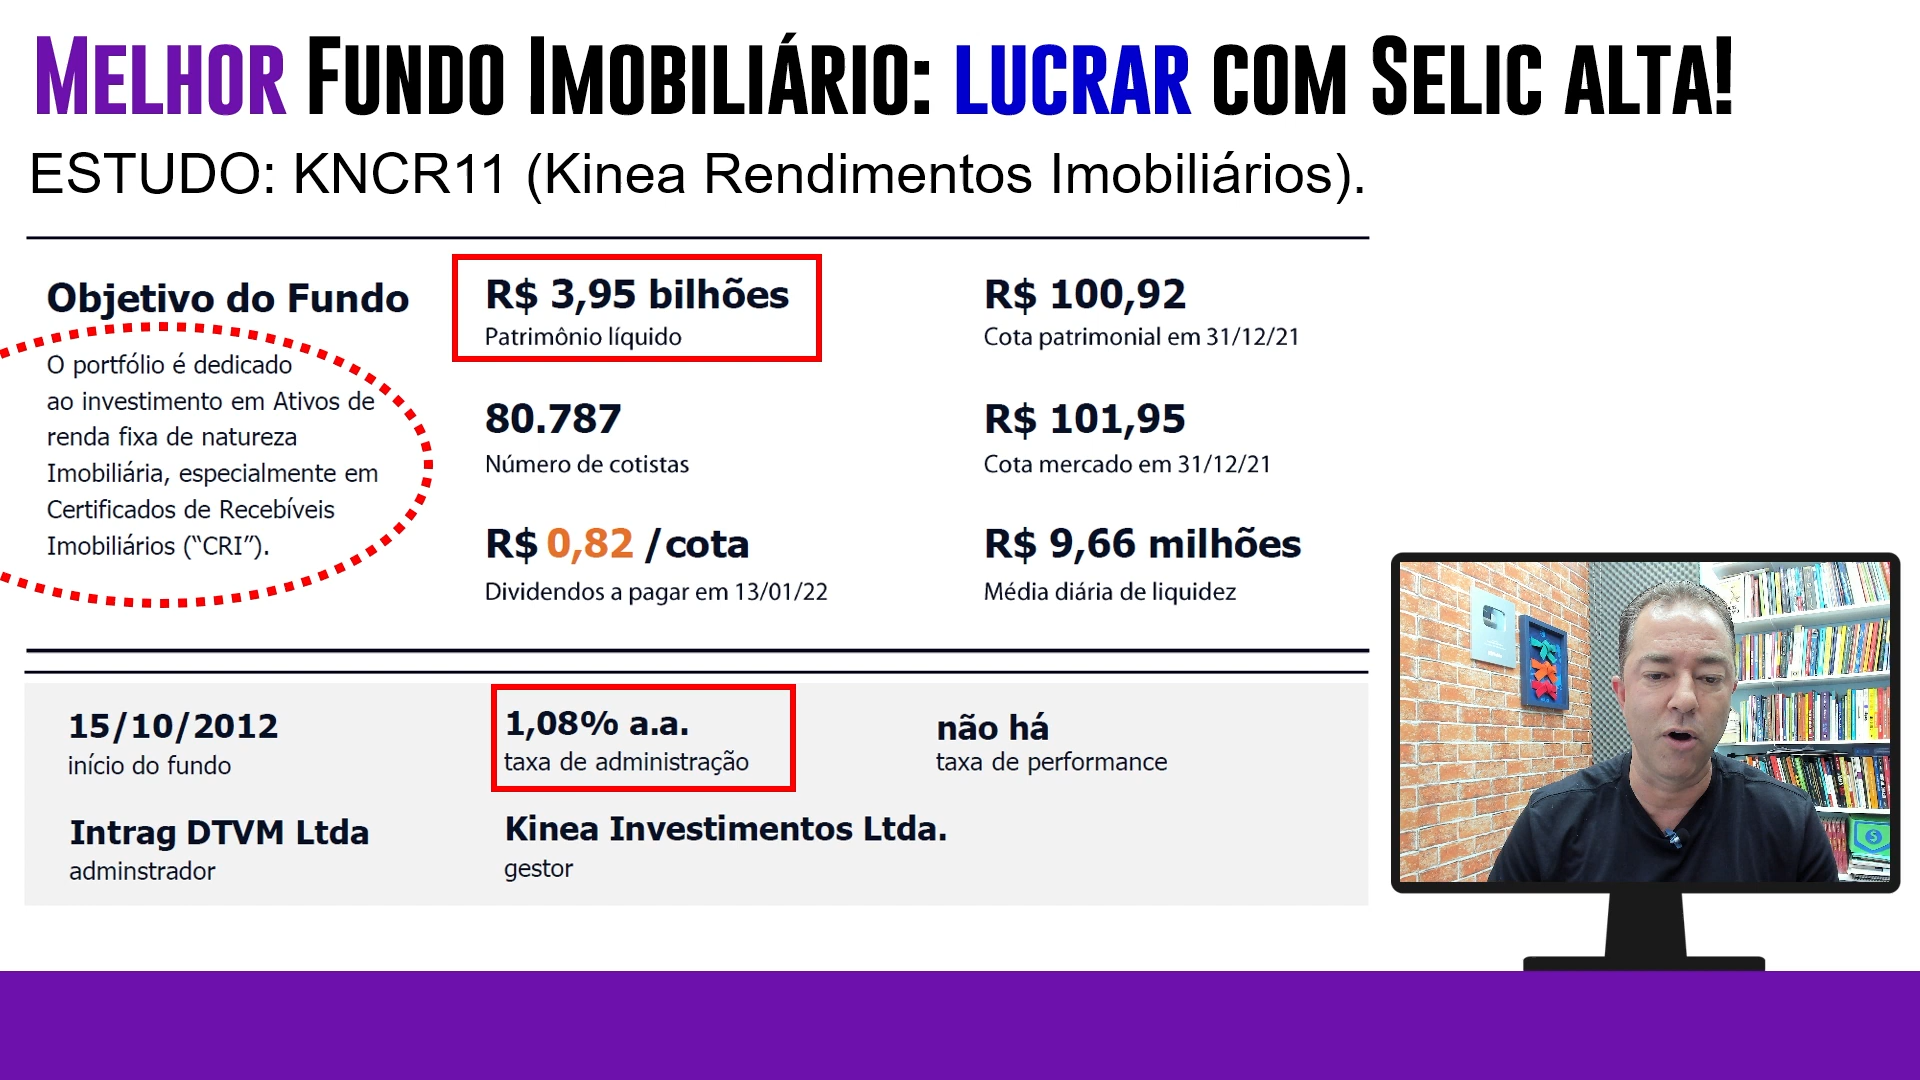 MELHOR FUNDO IMOBILIÁRIO: LUCRAR COM SELIC ALTA!
ESTUDO: KNCR11 (Kinea Rendimentos Imobiliários).
Objetivo do Fundo
O portfólio é dedicado
ao investimento em Ativos de
renda fixa de natureza
Imobiliária, especialmente em
Certificados de Recebíveis
Imobiliários (“CRI”).
R$ 3,95 bilhões
Patrimônio líquido
R$ 100,92
Cota patrimonial em 31/12/21
80.787
Número de cotistas
R$ 101,95
Cota mercado em 31/12/21
R$ 0,82 /cota
Dividendos a pagar em 13/01/22
R$ 9,66 milhões
Média diária de liquidez
15/10/2012
início do fundo
1,08% a.a.
taxa de administração
não há
taxa de performance
Intrag DTVM Ltda
adminstrador
Kinea Investimentos Ltda.
gestor